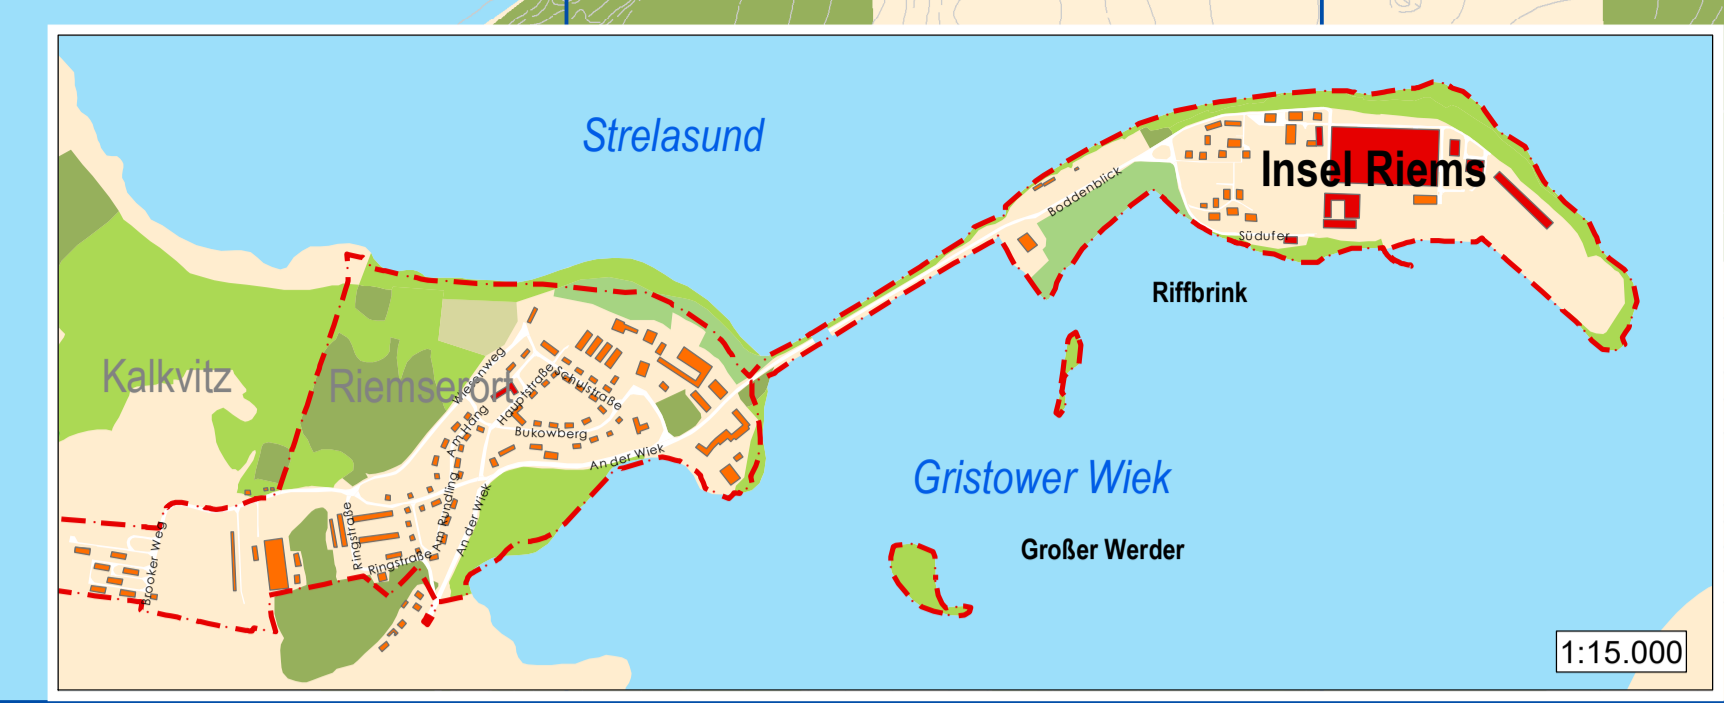 Strelasund
Insel Riems
Boddenblick
Südufer
Riffbrink
Kalkvitz
Riemserort
Wiesenweg
Hauptstraße
Schulstraße
Am Hang
Bukowberg
An der Wiek
Gristower Wiek
Am Rundling
An der Wiek
Ringstraße
Ringstraße
Brooker Weg
Großer Werder
1:15.000